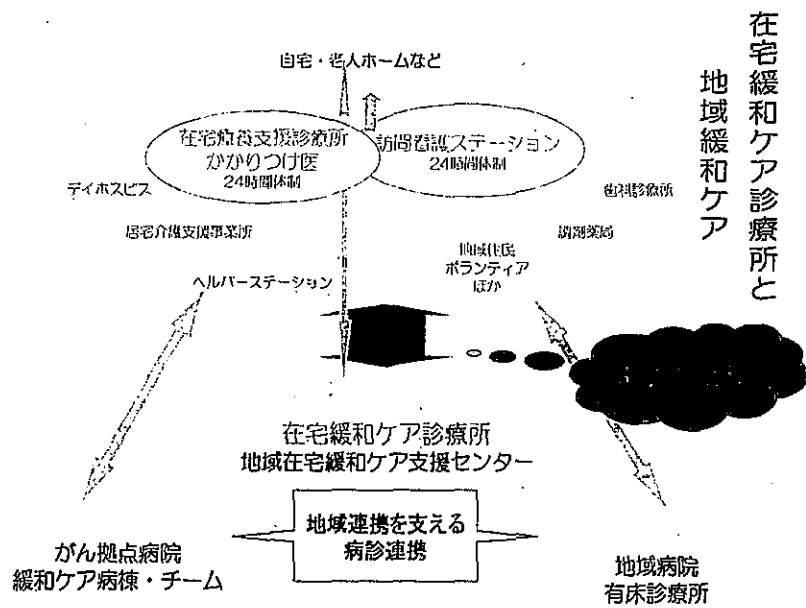 在宅緩和ケア診療所と
地域緩和ケア
自宅・老人ホームなど
在宅療養支援診療所
かかりつけ医
24時間体制
訪問看護ステーション
24時間体制
デイホスピス
歯科診療所
居宅介護支援事業所
調剤薬局
地域住民
ボランティア
ほか
ヘルパーステーション
在宅緩和ケア診療所
地域在宅緩和ケア支援センター
地域連携を支える
病診連携
がん拠点病院
緩和ケア病棟・チーム
地域病院
有床診療所